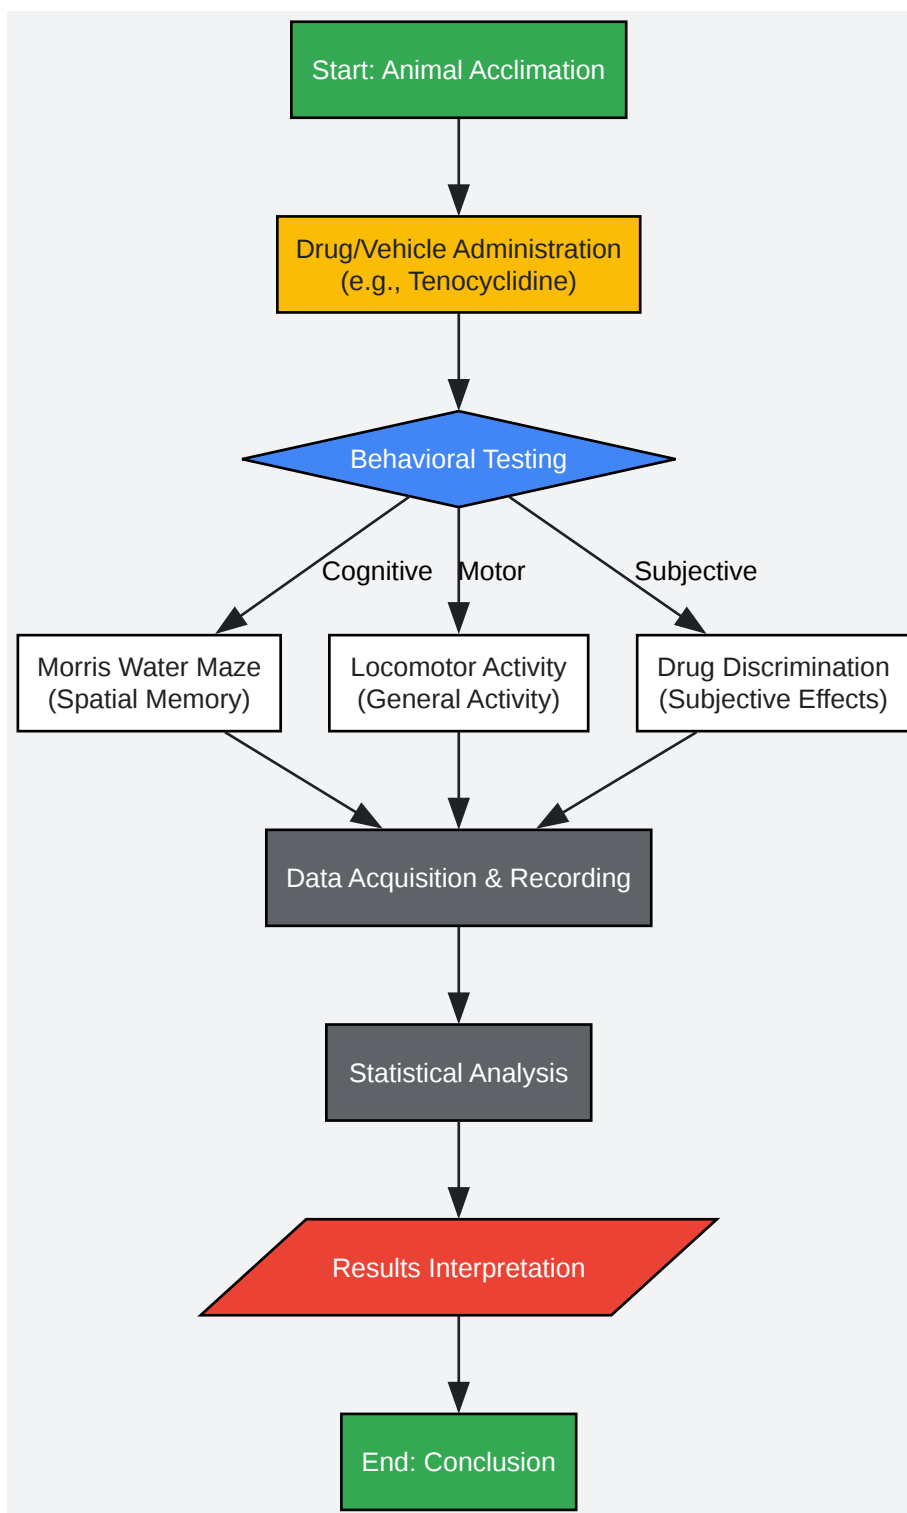 Start: Animal Acclimation
Drug/Vehicle Administration
(e.g., Tenocyclidine)
Behavioral Testing
Cognitive
Motor
Subjective
Morris Water Maze
(Spatial Memory)
Locomotor Activity
(General Activity)
Drug Discrimination
(Subjective Effects)
Data Acquisition & Recording
Statistical Analysis
Results Interpretation
End: Conclusion